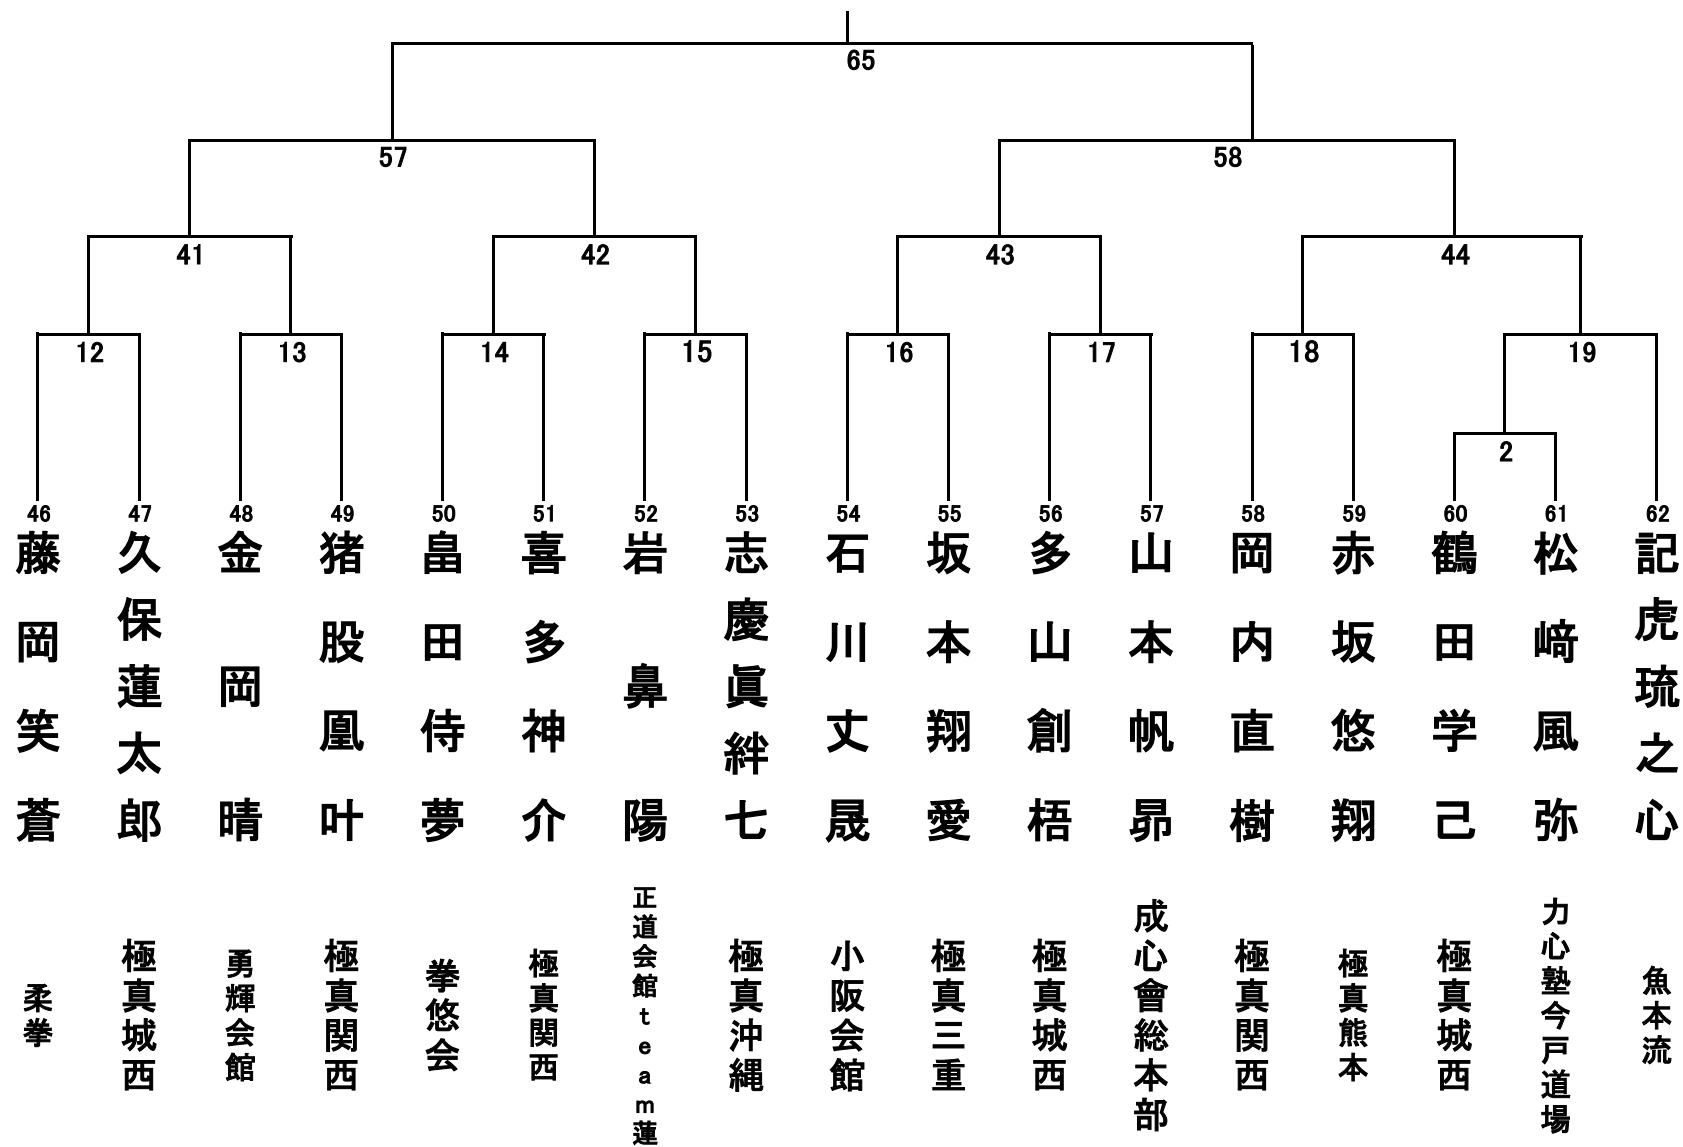 65
57
58
41
42
43
44
12
13
14
15
16
17
18
19
2
46
47
48
49
50
51
52
53
54
55
56
57
58
59
60
61
62
藤岡笑蒼
久保蓮太郎
金岡晴
猪股凰叶
畠田侍夢
喜多神介
岩鼻陽
志慶眞絆七
石川丈晟
坂本翔愛
多山創梧
山本帆昴
岡内直樹
赤坂悠翔
鶴田学己
松﨑風弥
記虎琉之心
柔拳
極真城西
勇輝会館
極真関西
拳悠会
極真関西
正道会館team蓮
極真沖縄
小阪会館
極真三重
極真城西
成心會総本部
極真関西
極真熊本
極真城西
力心塾今戸道場
魚本流